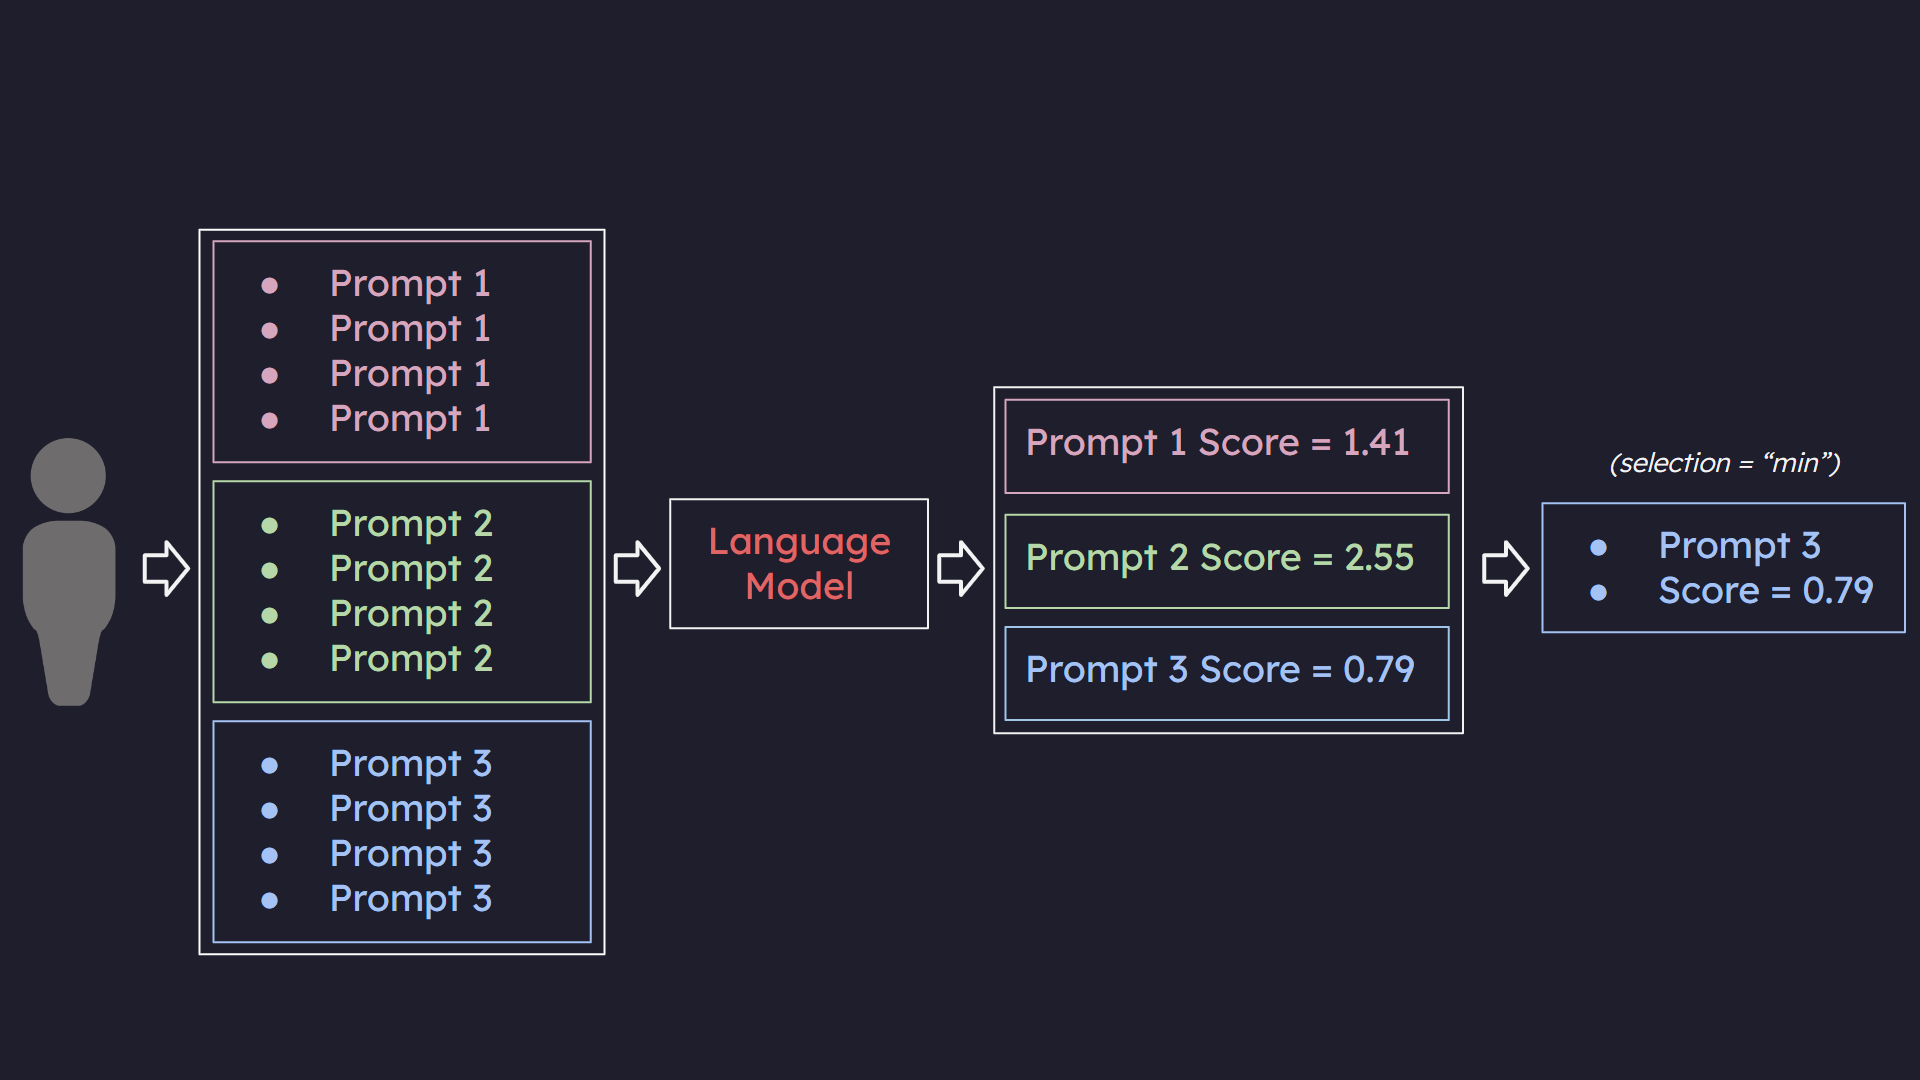 ● Prompt 1
● Prompt 1
● Prompt 1
● Prompt 1
● Prompt 2
● Prompt 2
● Prompt 2
● Prompt 2
● Prompt 3
● Prompt 3
● Prompt 3
● Prompt 3
Language
Model
Prompt 1 Score = 1.41
Prompt 2 Score = 2.55
Prompt 3 Score = 0.79
(selection = “min”)
● Prompt 3
● Score = 0.79